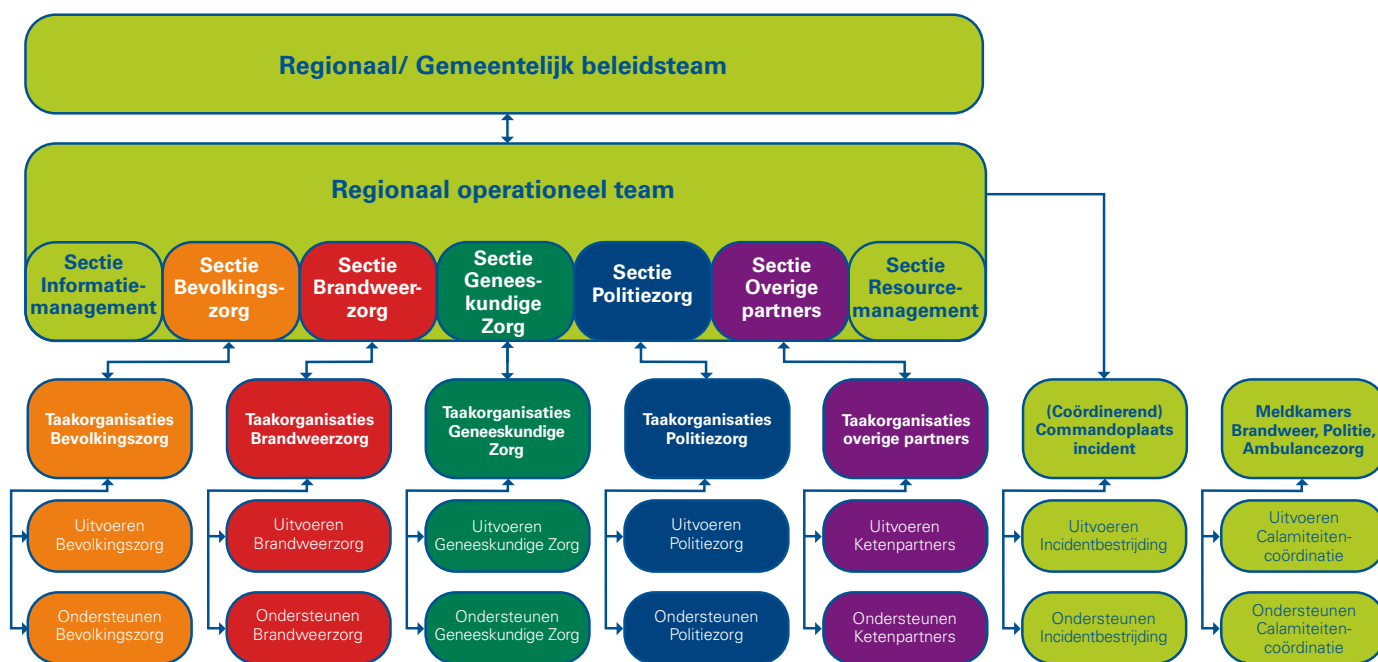 Regionaal/ Gemeentelijk beleidsteam
Regionaal operationeel team
Sectie
Informatie-
management
Sectie
Bevolkings-
zorg
Sectie
Brandweer-
zorg
Sectie
Genees-
kundige
Zorg
Sectie
Politiezorg
Sectie
Overige
partners
Sectie
Resource-
management
Taakorganisaties
Bevolkingszorg
Taakorganisaties
Brandweerzorg
Taakorganisaties
Geneeskundige
Zorg
Taakorganisaties
Politiezorg
Taakorganisaties
overige partners
(Coördinerend)
Commandoplaats
incident
Meldkamers
Brandweer, Politie,
Ambulancezorg
Uitvoeren
Bevolkingszorg
Uitvoeren
Brandweerzorg
Uitvoeren
Geneeskundige Zorg
Uitvoeren
Politiezorg
Uitvoeren
Ketenpartners
Uitvoeren
Incidentbestrijding
Uitvoeren
Calamiteiten-
coördinatie
Ondersteunen
Bevolkingszorg
Ondersteunen
Brandweerzorg
Ondersteunen
Geneeskundige Zorg
Ondersteunen
Politiezorg
Ondersteunen
Ketenpartners
Ondersteunen
Incidentbestrijding
Ondersteunen
Calamiteiten-
coördinatie